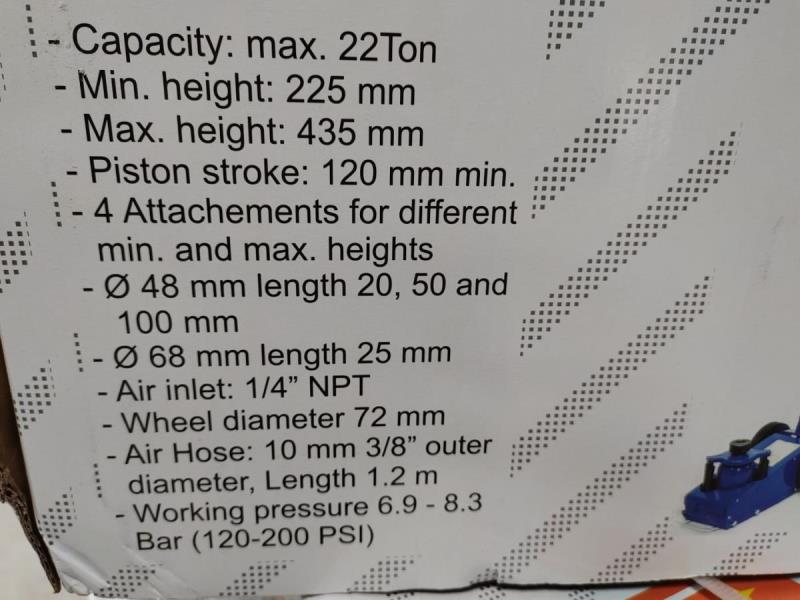 - Capacity: max. 22Ton
- Min. height: 225 mm
- Max. height: 435 mm
- Piston stroke: 120 mm min.
- 4 Attachements for different
min. and max. heights
- Ø 48 mm length 20, 50 and
100 mm
- Ø 68 mm length 25 mm
- Air inlet: 1/4” NPT
- Wheel diameter 72 mm
- Air Hose: 10 mm 3/8” outer
diameter, Length 1.2 m
- Working pressure 6.9 - 8.3
Bar (120-200 PSI)